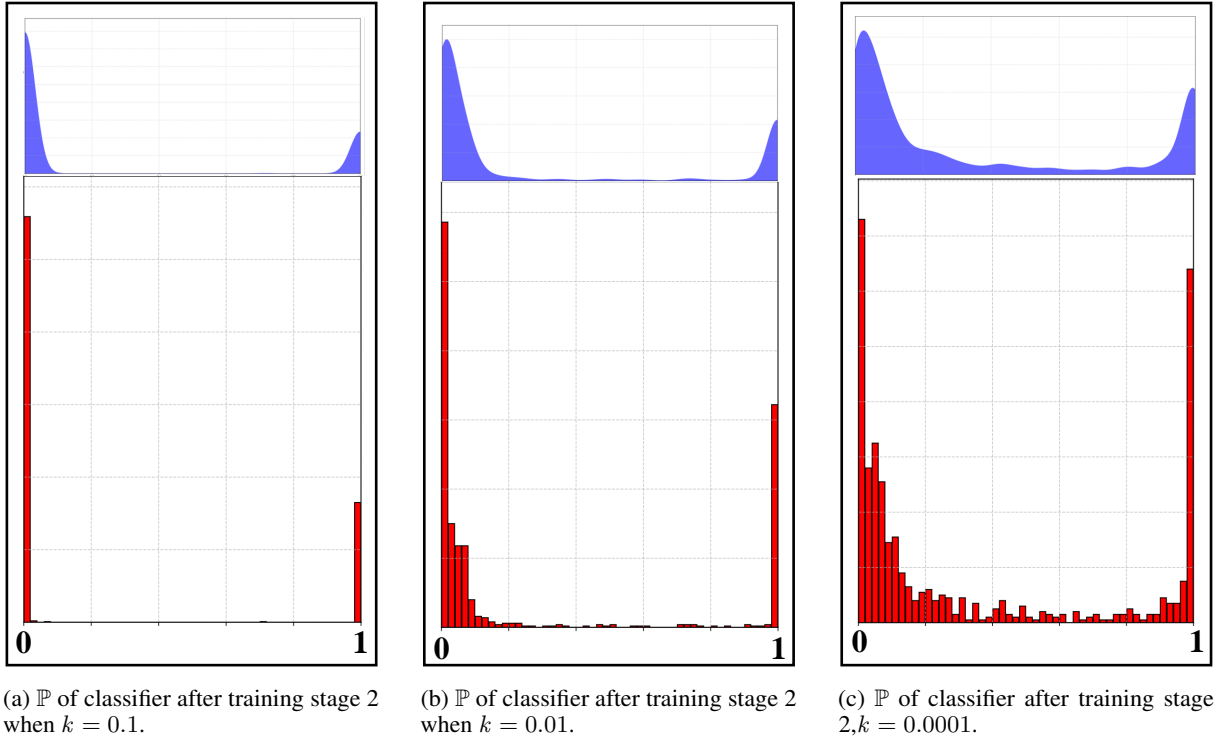 0 1
0 1
0 1
(a) ℙ of classifier after training stage 2
when k = 0.1.
(b) ℙ of classifier after training stage 2
when k = 0.01.
(c) ℙ of classifier after training stage
2,k = 0.0001.